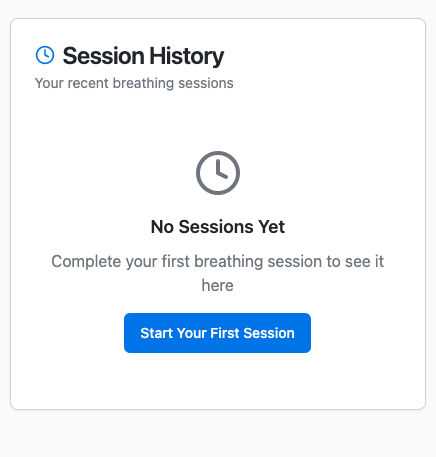 Session History
Your recent breathing sessions
No Sessions Yet
Complete your first breathing session to see it
here
Start Your First Session